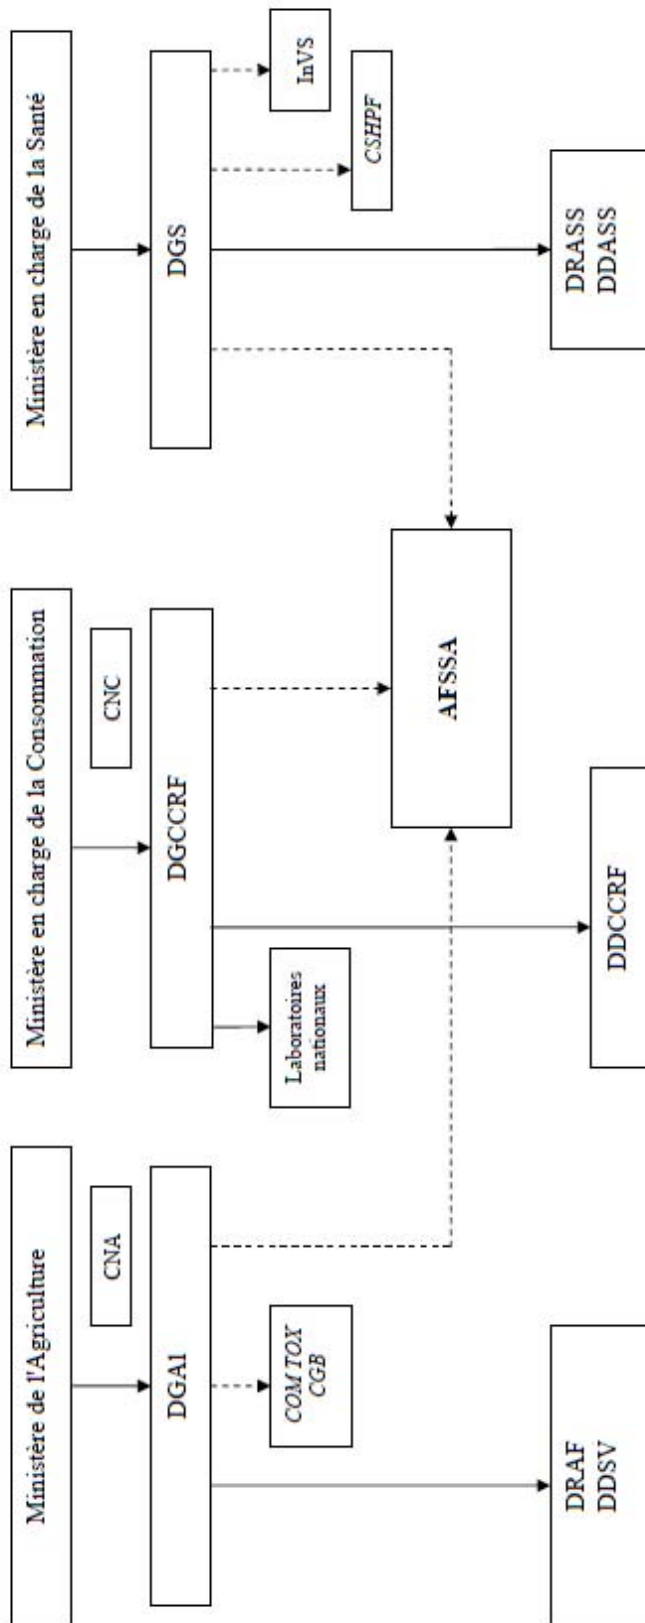 Ministère de l'Agriculture
Ministère en charge de la Consommation
Ministère en charge de la Santé
CNA
CNC
DGAl
DGCCRF
DGS
COM TOX
CGB
Laboratoires
nationaux
InVS
CSHPF
AFSSA
DRAF
DDSV
DDCCRF
DRASS
DDASS